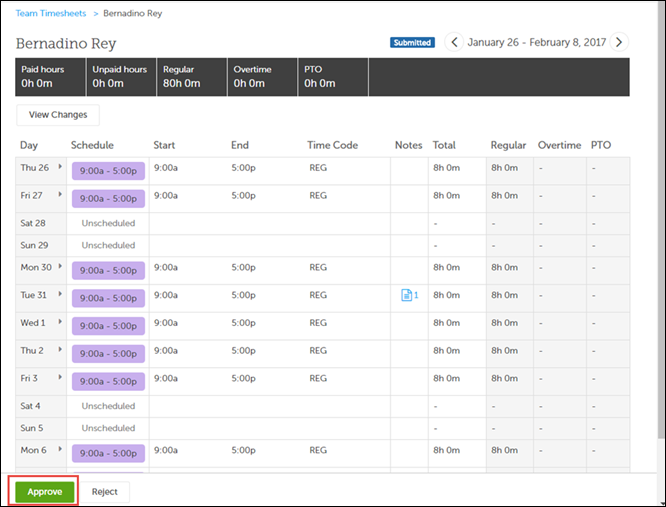 Team Timesheets > Bernadino Rey
Bernadino Rey Submitted < January 26 - February 8, 2017 >
Paid hours Unpaid hours Regular Overtime PTO
0h 0m 0h 0m 80h 0m 0h 0m 0h 0m
View Changes
Day Schedule Start End Time Code Notes Total Regular Overtime PTO
Thu 26 9:00a - 5:00p 9:00a 5:00p REG 8h 0m 8h 0m - -
Fri 27 9:00a - 5:00p 9:00a 5:00p REG 8h 0m 8h 0m - -
Sat 28 Unscheduled - - - -
Sun 29 Unscheduled - - - -
Mon 30 9:00a - 5:00p 9:00a 5:00p REG 8h 0m 8h 0m - -
Tue 31 9:00a - 5:00p 9:00a 5:00p REG 1 8h 0m 8h 0m - -
Wed 1 9:00a - 5:00p 9:00a 5:00p REG 8h 0m 8h 0m - -
Thu 2 9:00a - 5:00p 9:00a 5:00p REG 8h 0m 8h 0m - -
Fri 3 9:00a - 5:00p 9:00a 5:00p REG 8h 0m 8h 0m - -
Sat 4 Unscheduled - - - -
Sun 5 Unscheduled - - - -
Mon 6 9:00a - 5:00p 9:00a 5:00p REG 8h 0m 8h 0m - -
Approve Reject